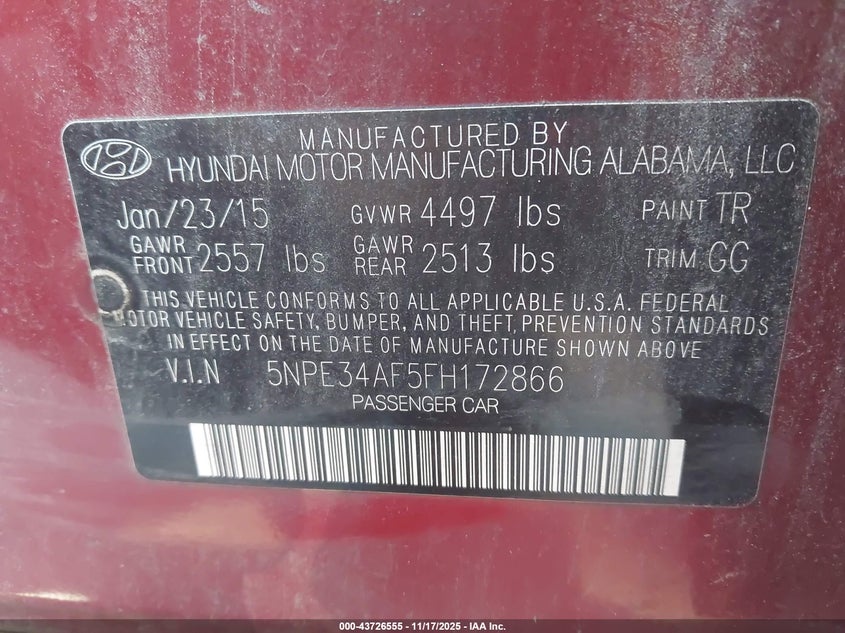 MANUFACTURED BY
HYUNDAI MOTOR MANUFACTURING ALABAMA, LLC
Jan/23/15 GVWR 4497 lbs PAINT TR
GAWR FRONT 2557 lbs GAWR REAR 2513 lbs TRIM GG
THIS VEHICLE CONFORMS TO ALL APPLICABLE U.S.A. FEDERAL
MOTOR VEHICLE SAFETY, BUMPER, AND THEFT PREVENTION STANDARDS
IN EFFECT ON THE DATE OF MANUFACTURE SHOWN ABOVE.
V.I.N 5NPE34AF5FH172866
PASSENGER CAR
000-43726555 - 11/17/2025 - IAA Inc.